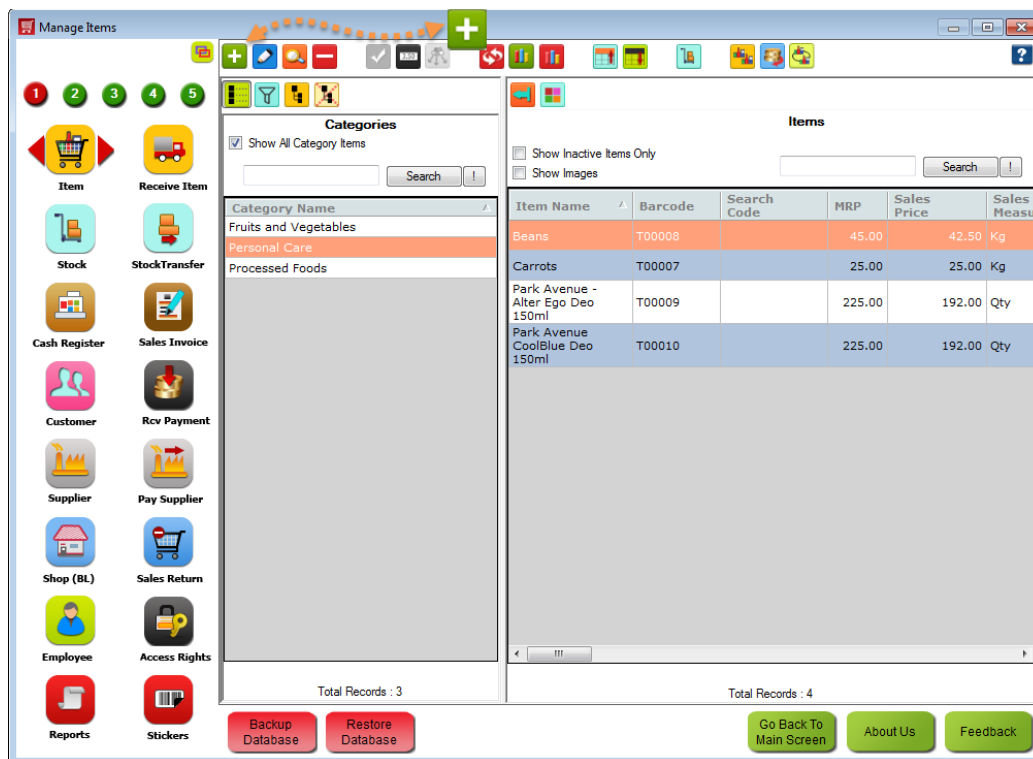 Manage Items
?
1 2 3 4 5
Item
Receive Item
Stock
StockTransfer
Cash Register
Sales Invoice
Customer
Rcv Payment
Supplier
Pay Supplier
Shop (BL)
Sales Return
Employee
Access Rights
Reports
Stickers
Categories
Show All Category Items
Search !
Category Name
Fruits and Vegetables
Personal Care
Processed Foods
Total Records : 3
Items
Show Inactive Items Only
Show Images
Search !
Item Name Barcode Search Code MRP Sales Price Sales Measu
Beans T00008 45.00 42.50 Kg
Carrots T00007 25.00 25.00 Kg
Park Avenue -
Alter Ego Deo T00009 225.00 192.00 Qty
150ml
Park Avenue
CoolBlue Deo T00010 225.00 192.00 Qty
150ml
Total Records : 4
Backup
Database
Restore
Database
Go Back To
Main Screen
About Us
Feedback